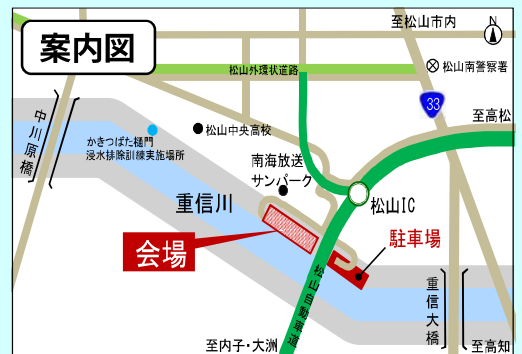 案内図
至松山市内
N
松山外環状道路
松山南警察署
33
至高松
中川原橋
かきつばた樋門
浸水排除訓練実施場所
松山中央高校
南海放送
サンパーク
重信川
松山IC
会場
駐車場
松山自動車道
重信大橋
至内子・大洲
至高知